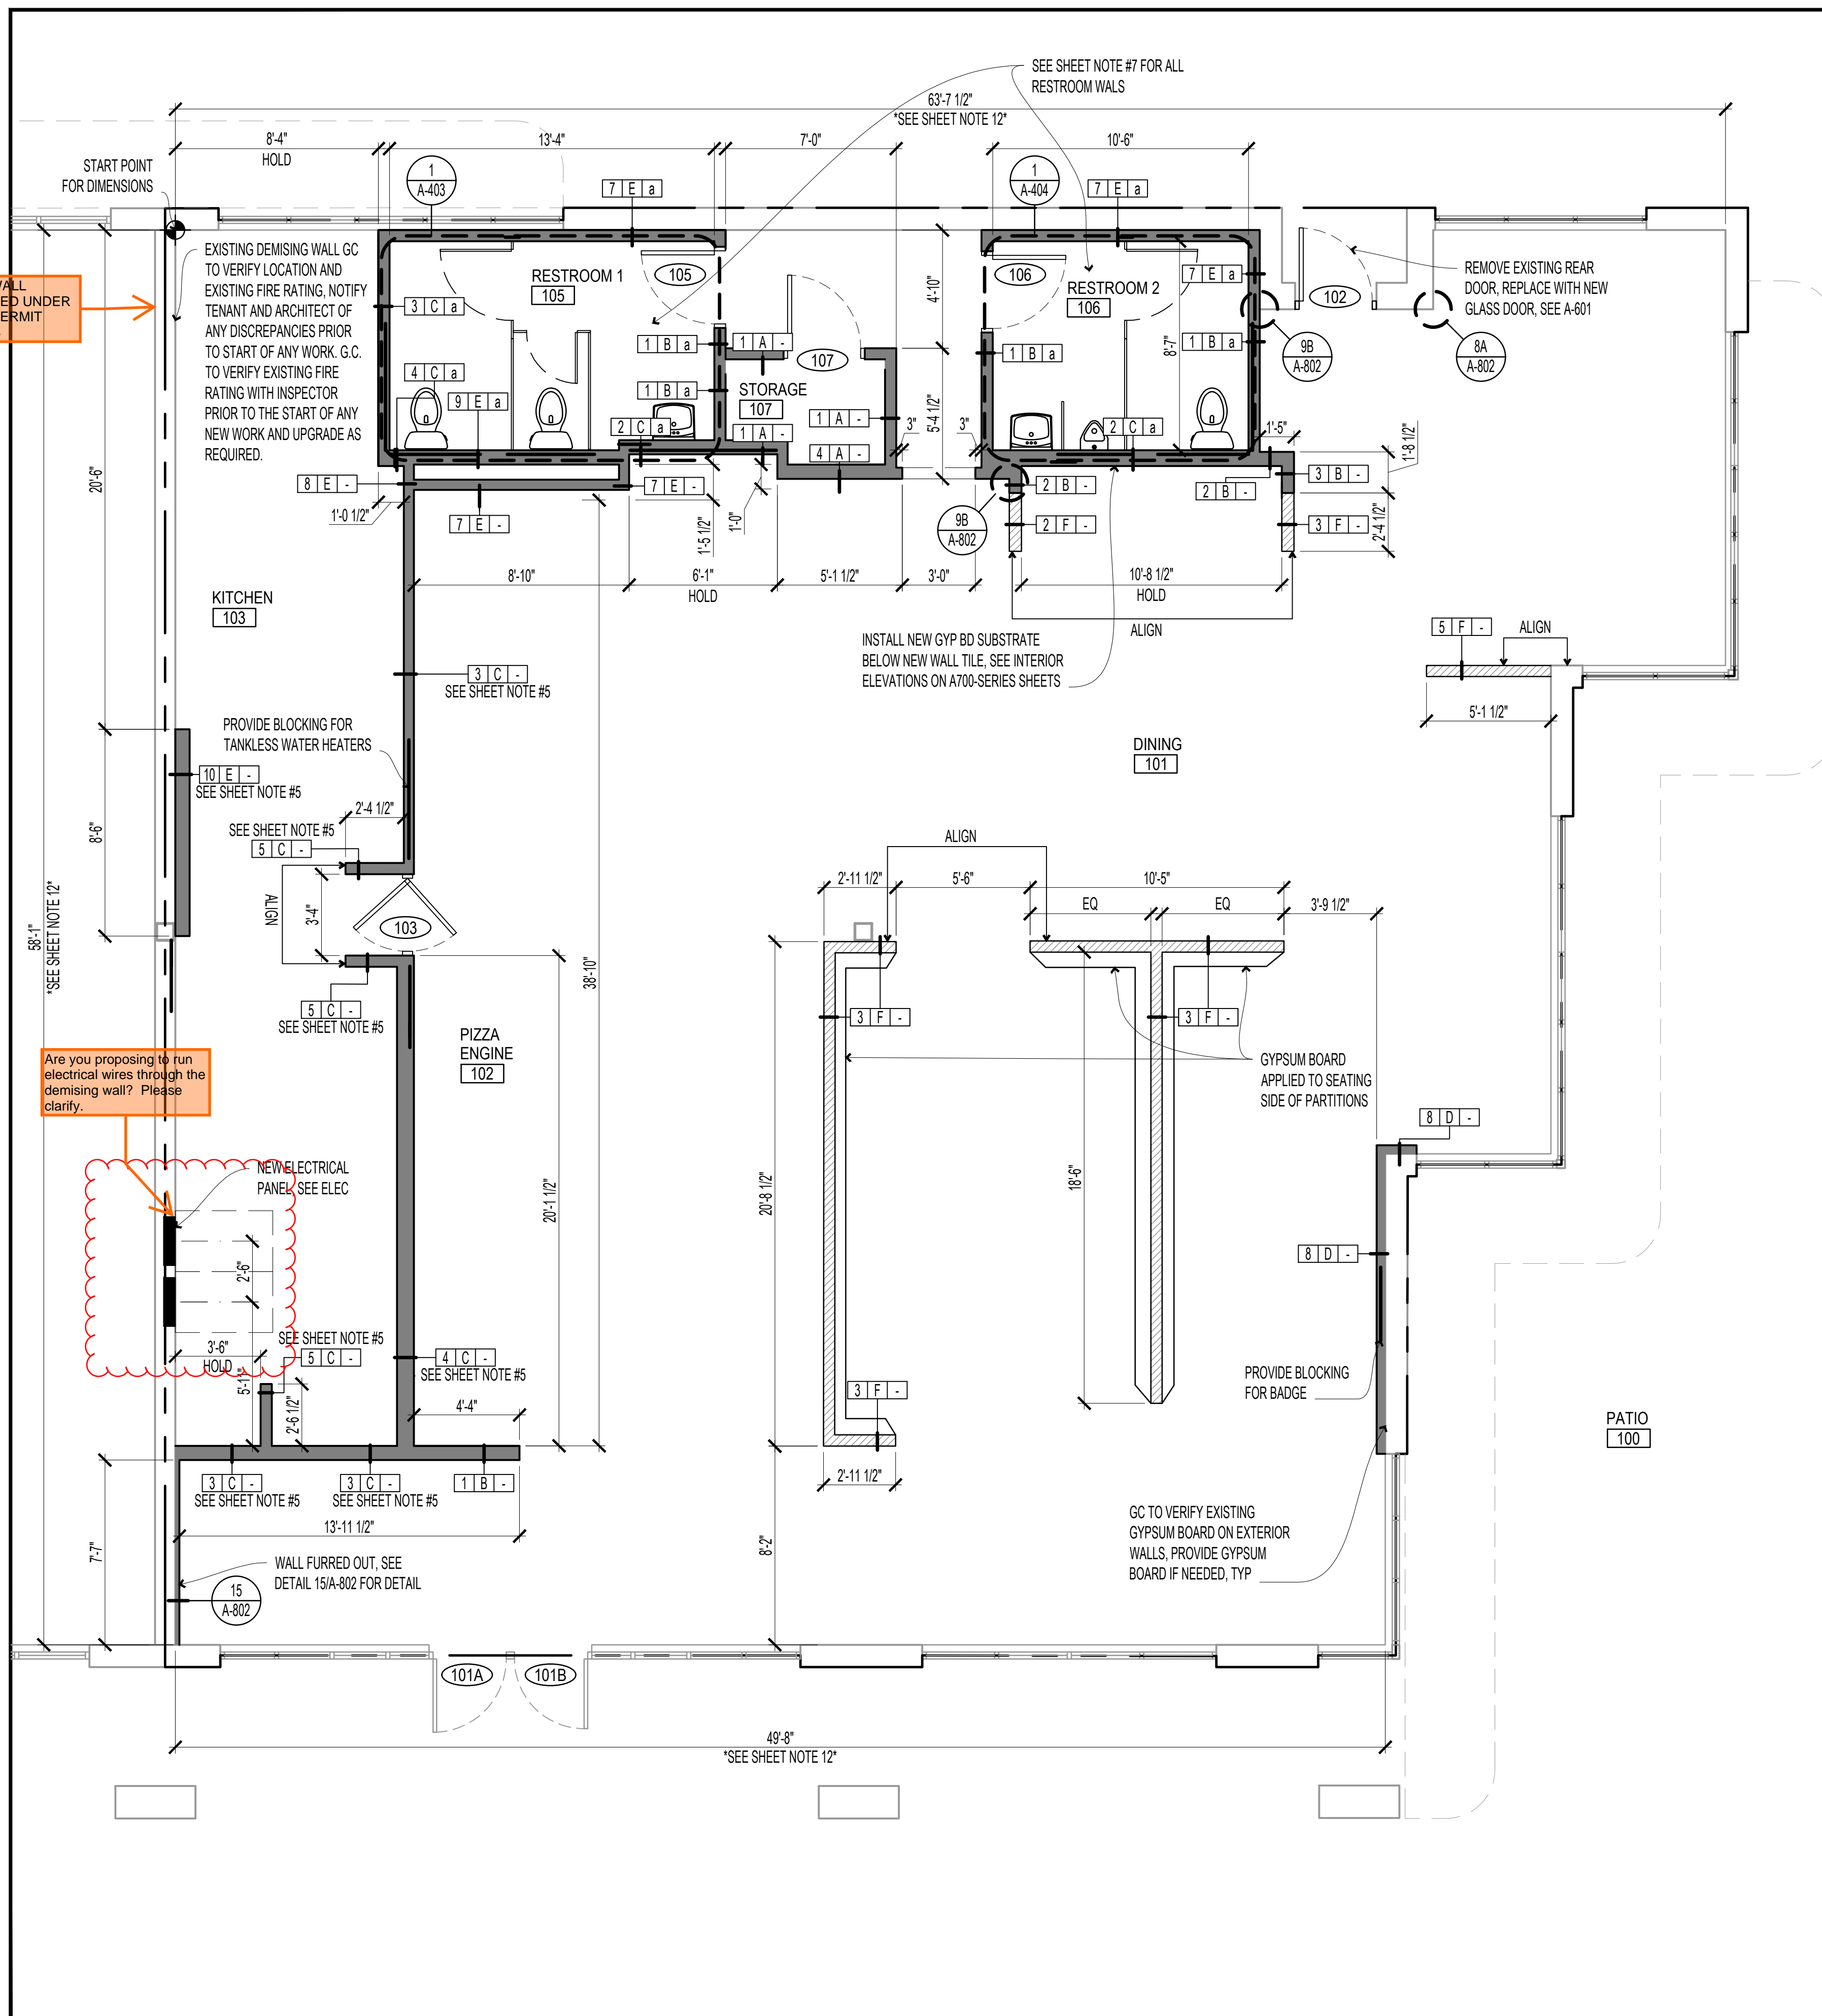 SEE SHEET NOTE #7 FOR ALL
RESTROOM WALS
63'-7 1/2"
*SEE SHEET NOTE 12*
8'-4"
HOLD
13'-4"
7'-0"
10'-6"
START POINT
FOR DIMENSIONS
1
A-403
7 E a
1
A-404
7 E a
EXISTING DEMISING WALL GC
TO VERIFY LOCATION AND
EXISTING FIRE RATING, NOTIFY
TENANT AND ARCHITECT OF
ANY DISCREPANCIES PRIOR
TO START OF ANY WORK. G.C.
TO VERIFY EXISTING FIRE
RATING WITH INSPECTOR
PRIOR TO THE START OF ANY
NEW WORK AND UPGRADE AS
REQUIRED.
ED UNDER
RESTROOM 1
105
105
3 C a
4 C a
9 E a
1 B a
1 B a
2 C a
1 A -
107
STORAGE
107
1 A -
1 A -
4 A -
4'-10"
5'-4 1/2"
3"
3"
106
RESTROOM 2
106
1 B a
8'-7"
2 C a
7 E a
1 B a
102
REMOVE EXISTING REAR
DOOR, REPLACE WITH NEW
GLASS DOOR, SEE A-601
9B
A-802
8A
A-802
1'-5"
1'-8 1/2"
3 B -
2 B -
2 B -
2 F -
3 F -
2'-4 1/2"
9B
A-802
8 E -
7 E -
7 E -
1'-0 1/2"
1'-5 1/2"
1'-0"
20'-6"
8'-10"
6'-1"
HOLD
5'-1 1/2"
3'-0"
10'-8 1/2"
HOLD
ALIGN
KITCHEN
103
INSTALL NEW GYP BD SUBSTRATE
BELOW NEW WALL TILE, SEE INTERIOR
ELEVATIONS ON A700-SERIES SHEETS
5 F -
ALIGN
5'-1 1/2"
3 C -
SEE SHEET NOTE #5
PROVIDE BLOCKING FOR
TANKLESS WATER HEATERS
DINING
101
10 E -
SEE SHEET NOTE #5
2'-4 1/2"
SEE SHEET NOTE #5
5 C -
8'-6"
ALIGN
3'-4"
103
58'-1"
*SEE SHEET NOTE 12*
ALIGN
2'-11 1/2"
5'-6"
10'-5"
EQ
EQ
3'-9 1/2"
38'-10"
5 C -
SEE SHEET NOTE #5
PIZZA
ENGINE
102
3 F -
3 F -
GYPSUM BOARD
APPLIED TO SEATING
SIDE OF PARTITIONS
Are you proposing to run
electrical wires through the
demising wall? Please
clarify.
8 D -
NEW ELECTRICAL
PANEL, SEE ELEC
20'-1 1/2"
20'-8 1/2"
18'-6"
8 D -
2'-6"
SEE SHEET NOTE #5
5 C -
3'-6"
HOLD
2'-6 1/2"
4 C -
SEE SHEET NOTE #5
4'-4"
3 F -
PROVIDE BLOCKING
FOR BADGE
PATIO
100
3 C -
SEE SHEET NOTE #5
3 C -
SEE SHEET NOTE #5
1 B -
2'-11 1/2"
13'-11 1/2"
GC TO VERIFY EXISTING
GYPSUM BOARD ON EXTERIOR
WALLS, PROVIDE GYPSUM
BOARD IF NEEDED, TYP
7'-7"
8'-2"
WALL FURRED OUT, SEE
DETAIL 15/A-802 FOR DETAIL
15
A-802
101A
101B
49'-8"
*SEE SHEET NOTE 12*